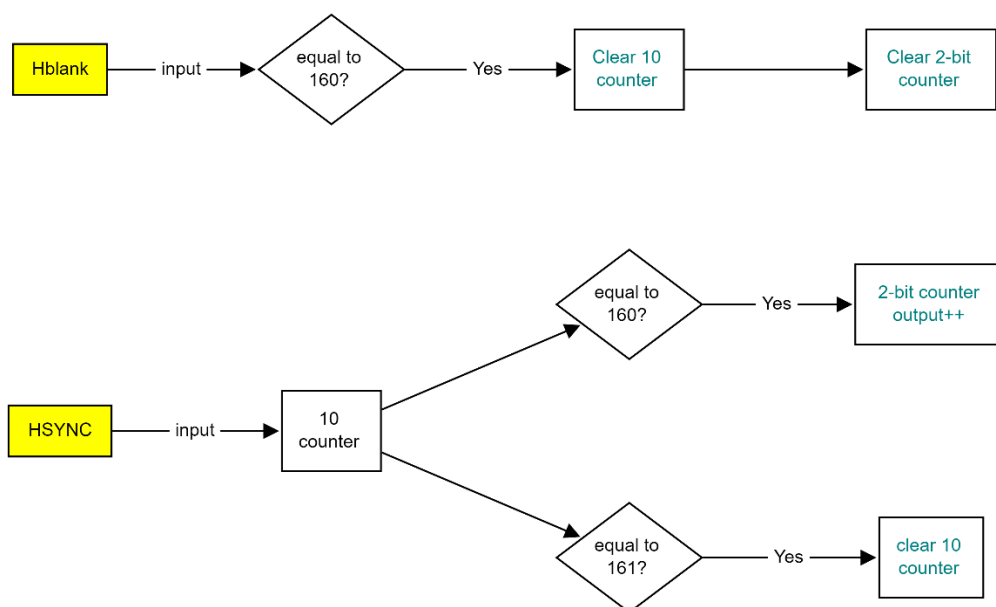 Hblank
input
equal to
160?
Yes
Clear 10
counter
Clear 2-bit
counter
equal to
160?
Yes
2-bit counter
output++
HSYNC
input
10
counter
equal to
161?
Yes
clear 10
counter